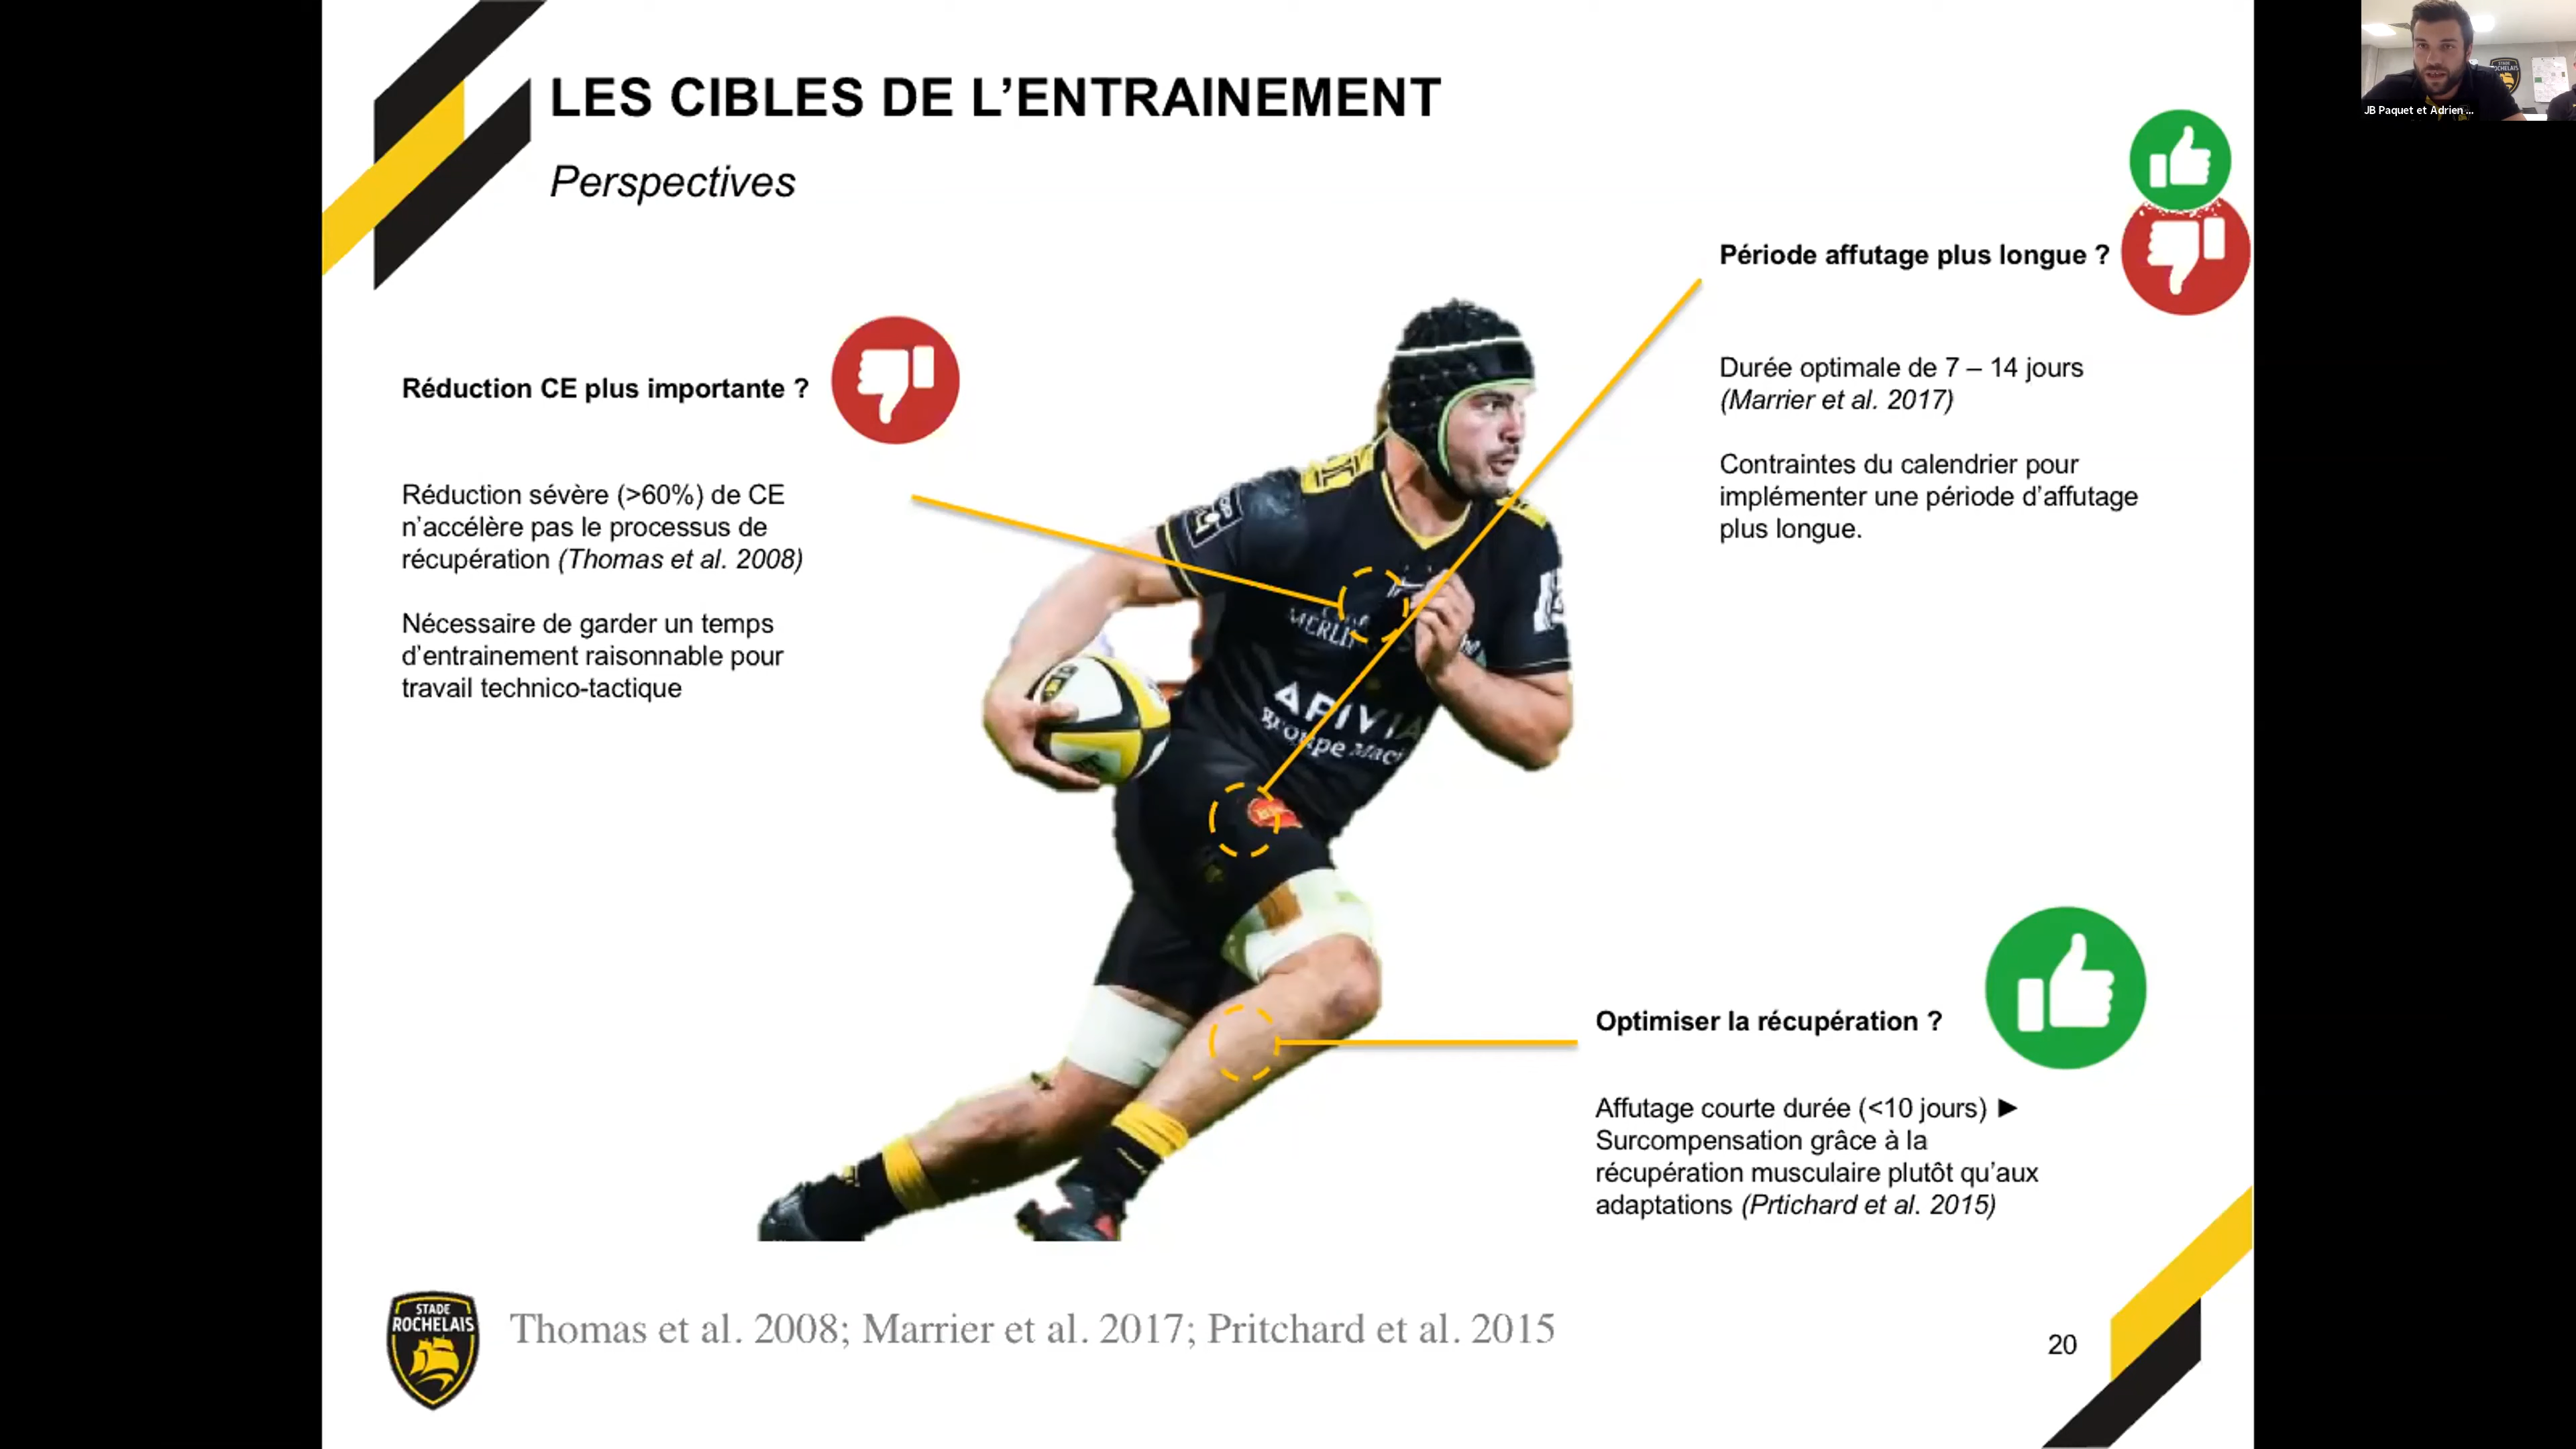 LES CIBLES DE L’ENTRAINEMENT
Perspectives
JB Paquet et Adrien ...
Période affutage plus longue ?
Durée optimale de 7 – 14 jours
(Marrier et al. 2017)
Contraintes du calendrier pour
implémenter une période d’affutage
plus longue.
Réduction CE plus importante ?
Réduction sévère (>60%) de CE
n’accélère pas le processus de
récupération (Thomas et al. 2008)
Nécessaire de garder un temps
d’entrainement raisonnable pour
travail technico-tactique
APIVIA
Groupe Maci
Optimiser la récupération ?
Affutage courte durée (<10 jours) ►
Surcompensation grâce à la
récupération musculaire plutôt qu’aux
adaptations (Prtichard et al. 2015)
STADE
ROCHELAIS
Thomas et al. 2008; Marrier et al. 2017; Pritchard et al. 2015
20